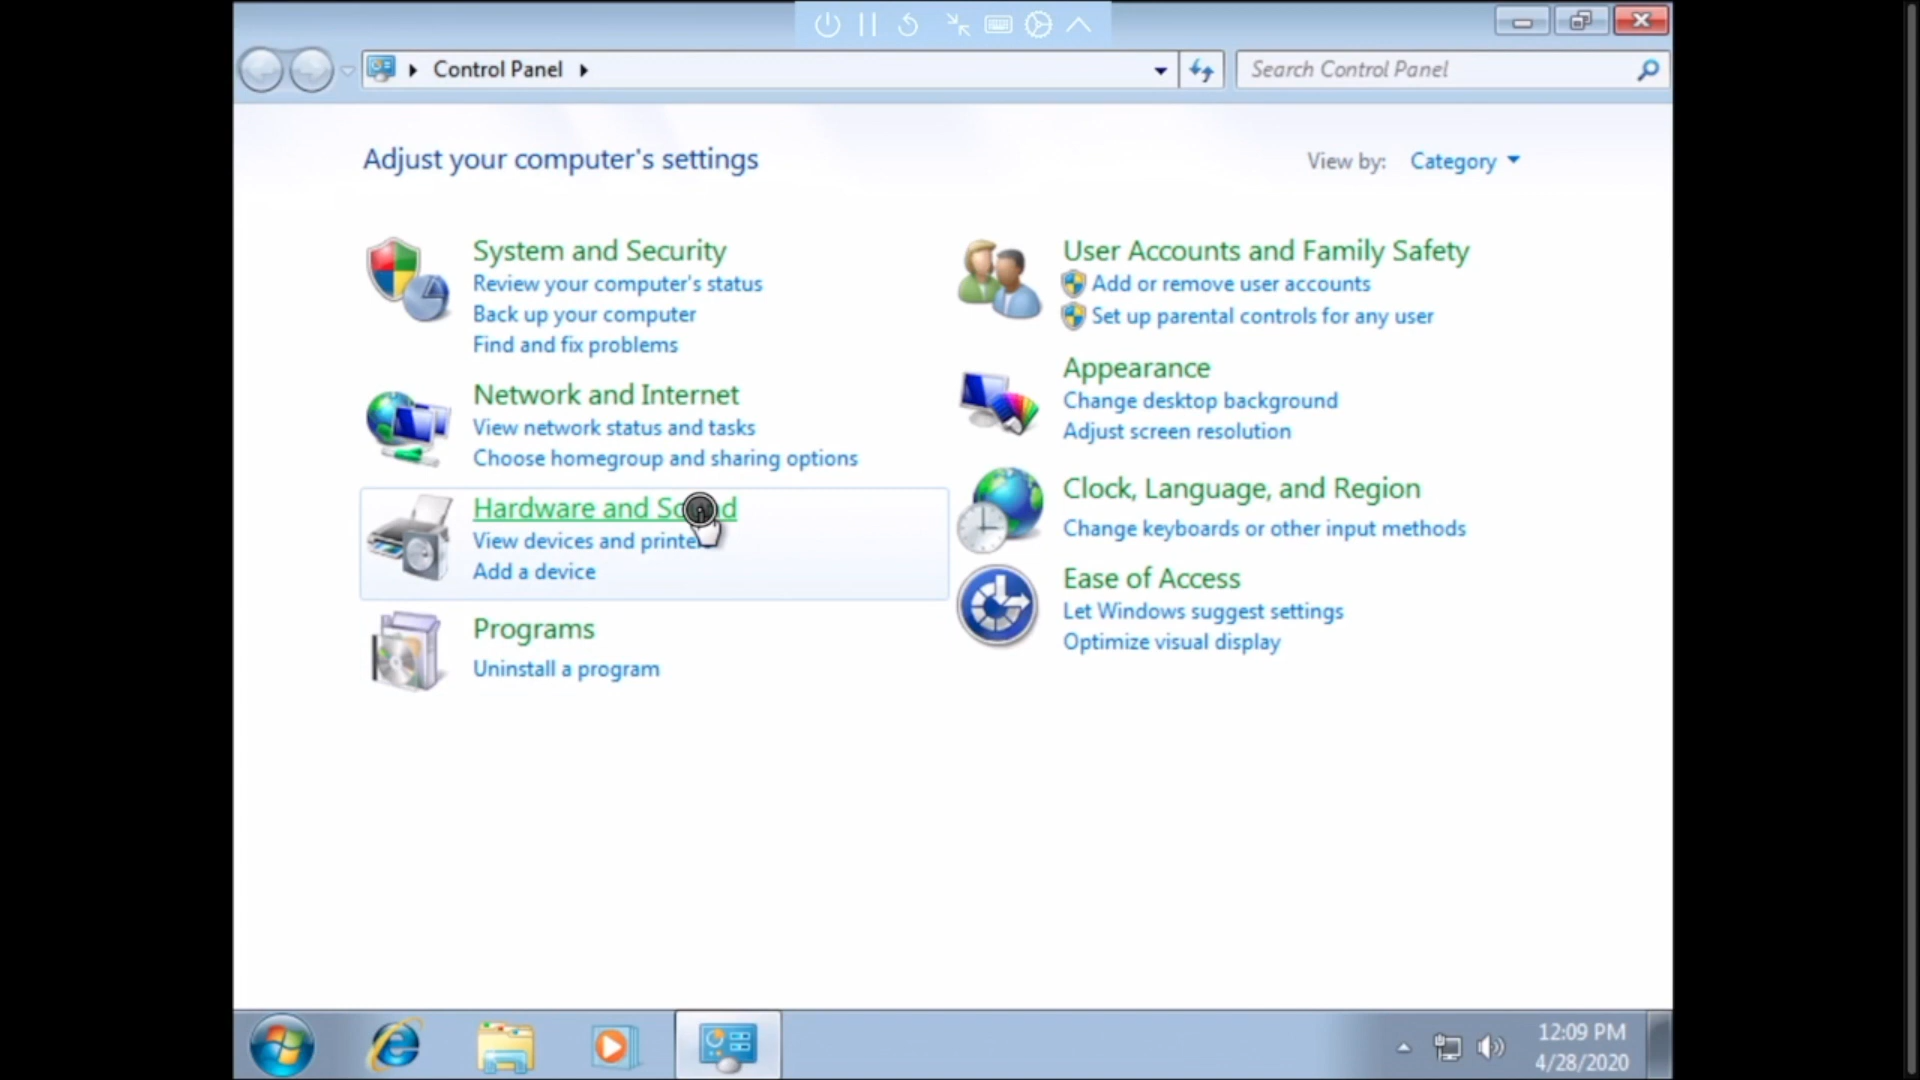 Control Panel
Search Control Panel
Adjust your computer's settings
View by: Category
System and Security
Review your computer's status
Back up your computer
Find and fix problems
Network and Internet
View network status and tasks
Choose homegroup and sharing options
Hardware and
View devices and
Add a device
Programs
Uninstall a program
User Accounts and Family Safety
Add or remove user accounts
Set up parental controls for any user
Appearance
Change desktop background
Adjust screen resolution
Clock, Language, and Region
Change keyboards or other input methods
Ease of Access
Let Windows suggest settings
Optimize visual display
12:09 PM
4/28/2020